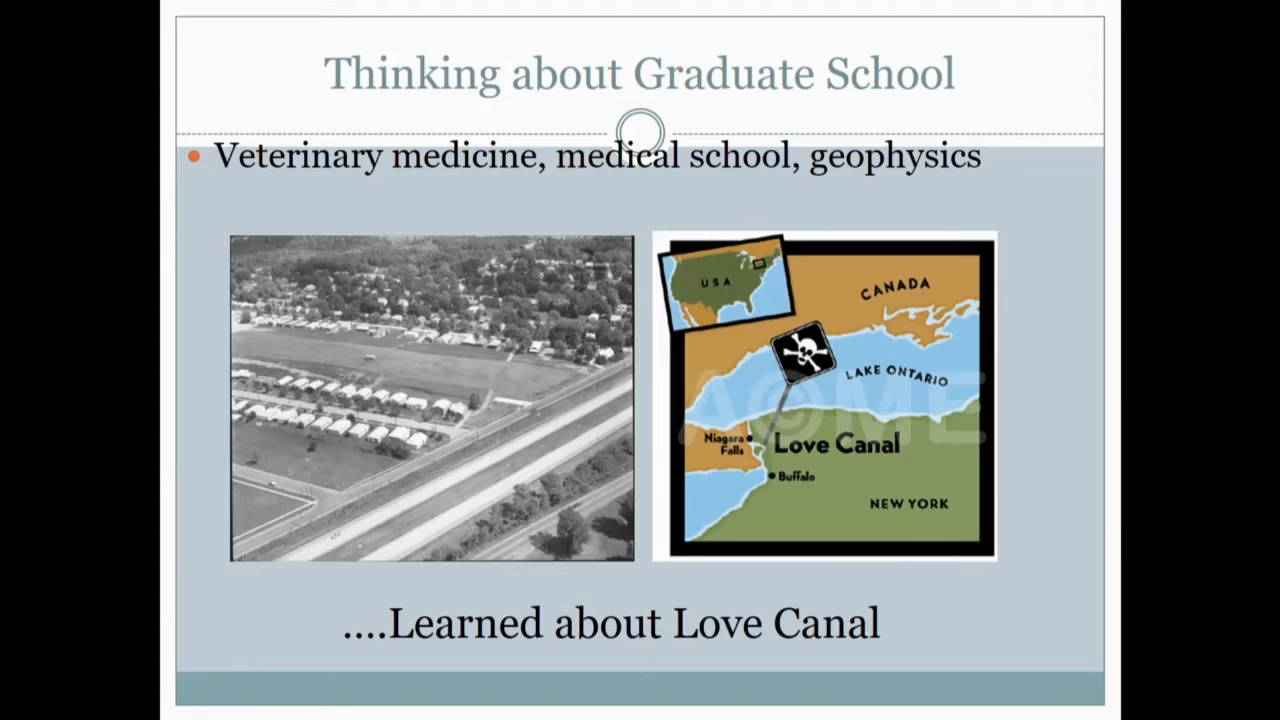 Thinking about Graduate School
Veterinary medicine, medical school, geophysics
USA
CANADA
LAKE ONTARIO
ACME
Niagara
Falls
Love Canal
Buffalo
NEW YORK
....Learned about Love Canal